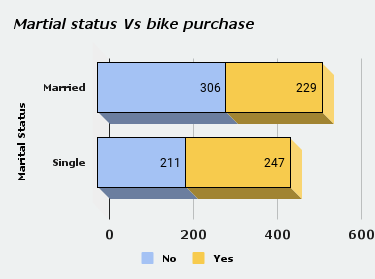 Martial status Vs bike purchase
Marital Status
Married
306
229
Single
211
247
0
200
400
600
No
Yes